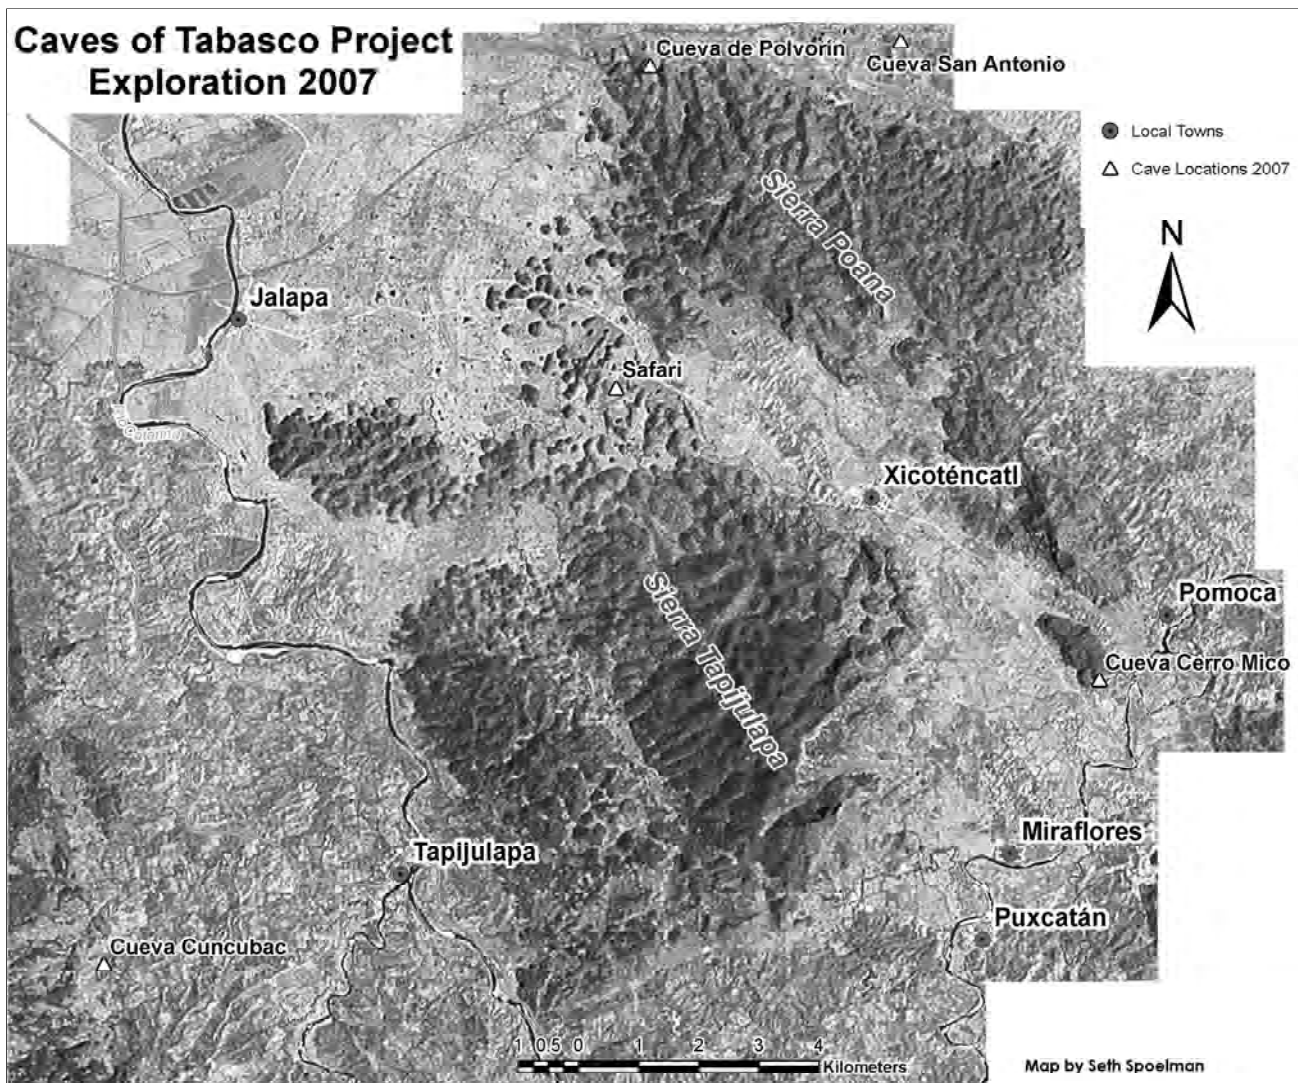 Caves of Tabasco Project
Exploration 2007
Cueva de Polvorín
Cueva San Antonio
Local Towns
Cave Locations 2007
Sierra Poana
N
Jalapa
Safari
Xicoténcatl
Sierra Tapijulapa
Pomoca
Cueva Cerro Mico
Miraflores
Tapijulapa
Puxcatán
Cueva Cuncubac
1 0.5 0 1 2 3 4
Kilometers
Map by Seth Spoelman